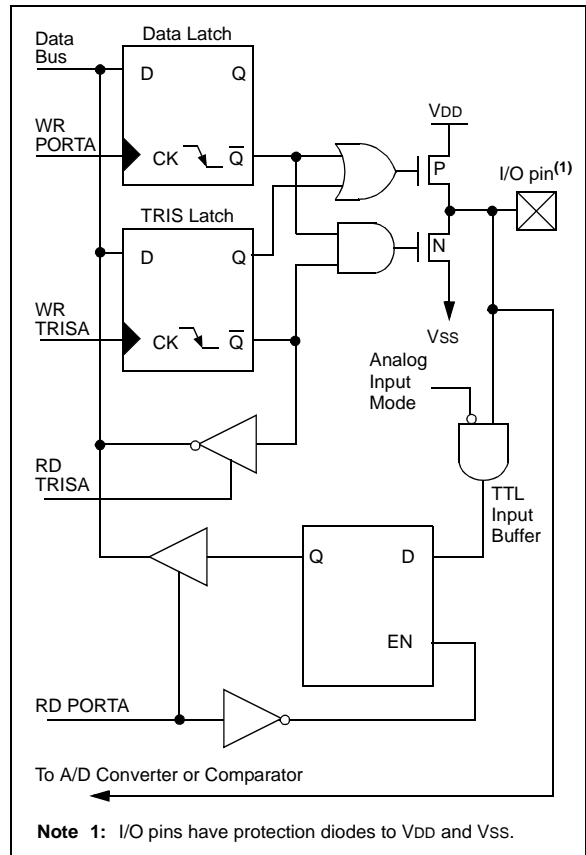 Data
Bus
Data Latch
D
Q
VDD
WR
PORTA
CK
Q
P
I/O pin(1)
TRIS Latch
D
Q
N
WR
TRISA
CK
Q
VSS
Analog
Input
Mode
RD
TRISA
TTL
Input
Buffer
Q
D
EN
RD PORTA
To A/D Converter or Comparator
Note 1: I/O pins have protection diodes to VDD and VSS.